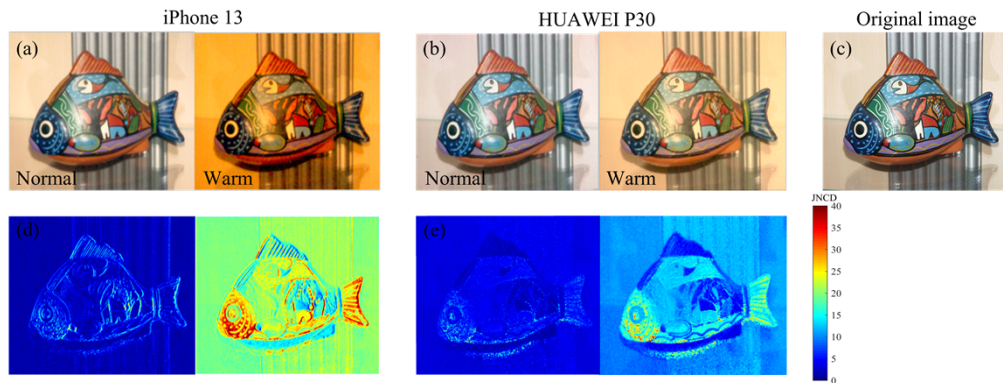 iPhone 13
HUAWEI P30
Original image
(a)
(b)
(c)
Normal
Warm
Normal
Warm
(d)
(e)
JNCD
40
35
30
25
20
15
10
5
0